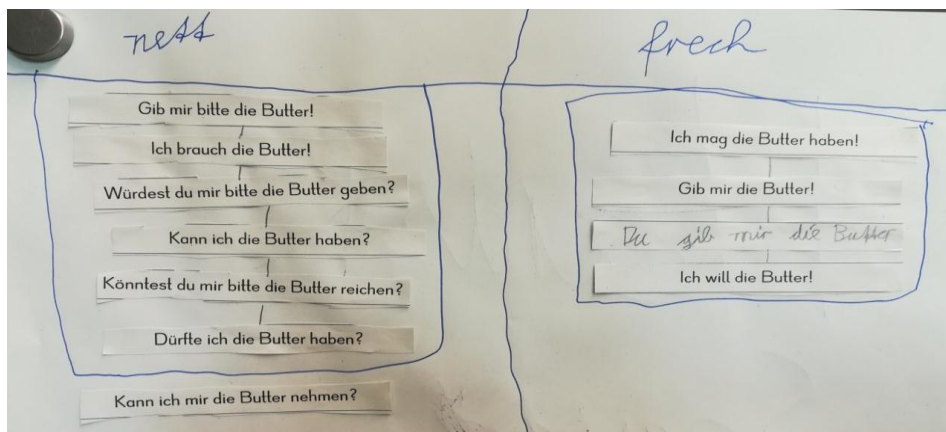 nett
Gib mir bitte die Butter!
Ich brauch die Butter!
Würdest du mir bitte die Butter geben?
Kann ich die Butter haben?
Könntest du mir bitte die Butter reichen?
Dürfte ich die Butter haben?
Kann ich mir die Butter nehmen?
frech
Ich mag die Butter haben!
Gib mir die Butter!
Du gib mir die Butter
Ich will die Butter!